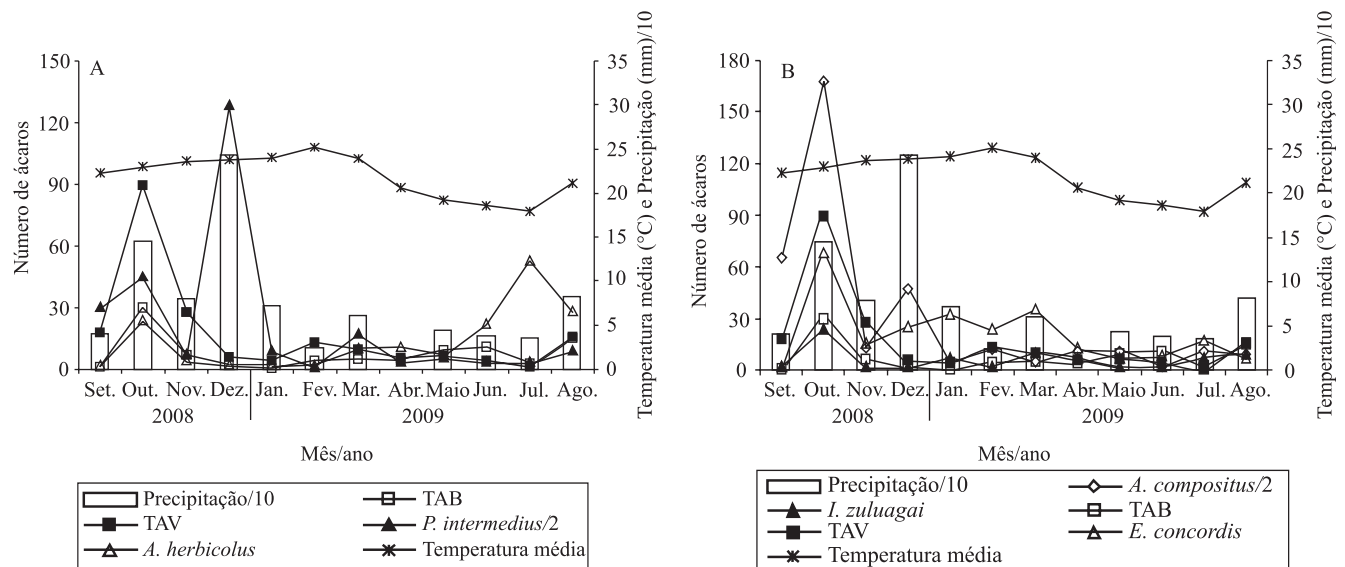 A
Número de ácaros
150
120
90
60
30
0
35
30
25
20
15
10
5
0
Temperatura média (°C) e Precipitação (mm)/10
Set. Out. Nov. Dez. Jan. Fev. Mar. Abr. Maio Jun. Jul. Ago.
2008 2009
Mês/ano
Precipitação/10 TAB
TAV P. intermedius/2
A. herbicolus Temperatura média
B
Número de ácaros
180
150
120
90
60
30
0
35
30
25
20
15
10
5
0
Temperatura média (°C) e Precipitação (mm)/10
Set. Out. Nov. Dez. Jan. Fev. Mar. Abr. Maio Jun. Jul. Ago.
2008 2009
Mês/ano
Precipitação/10 A. compositus/2
I. zuluagai TAB
TAV E. concordis
Temperatura média